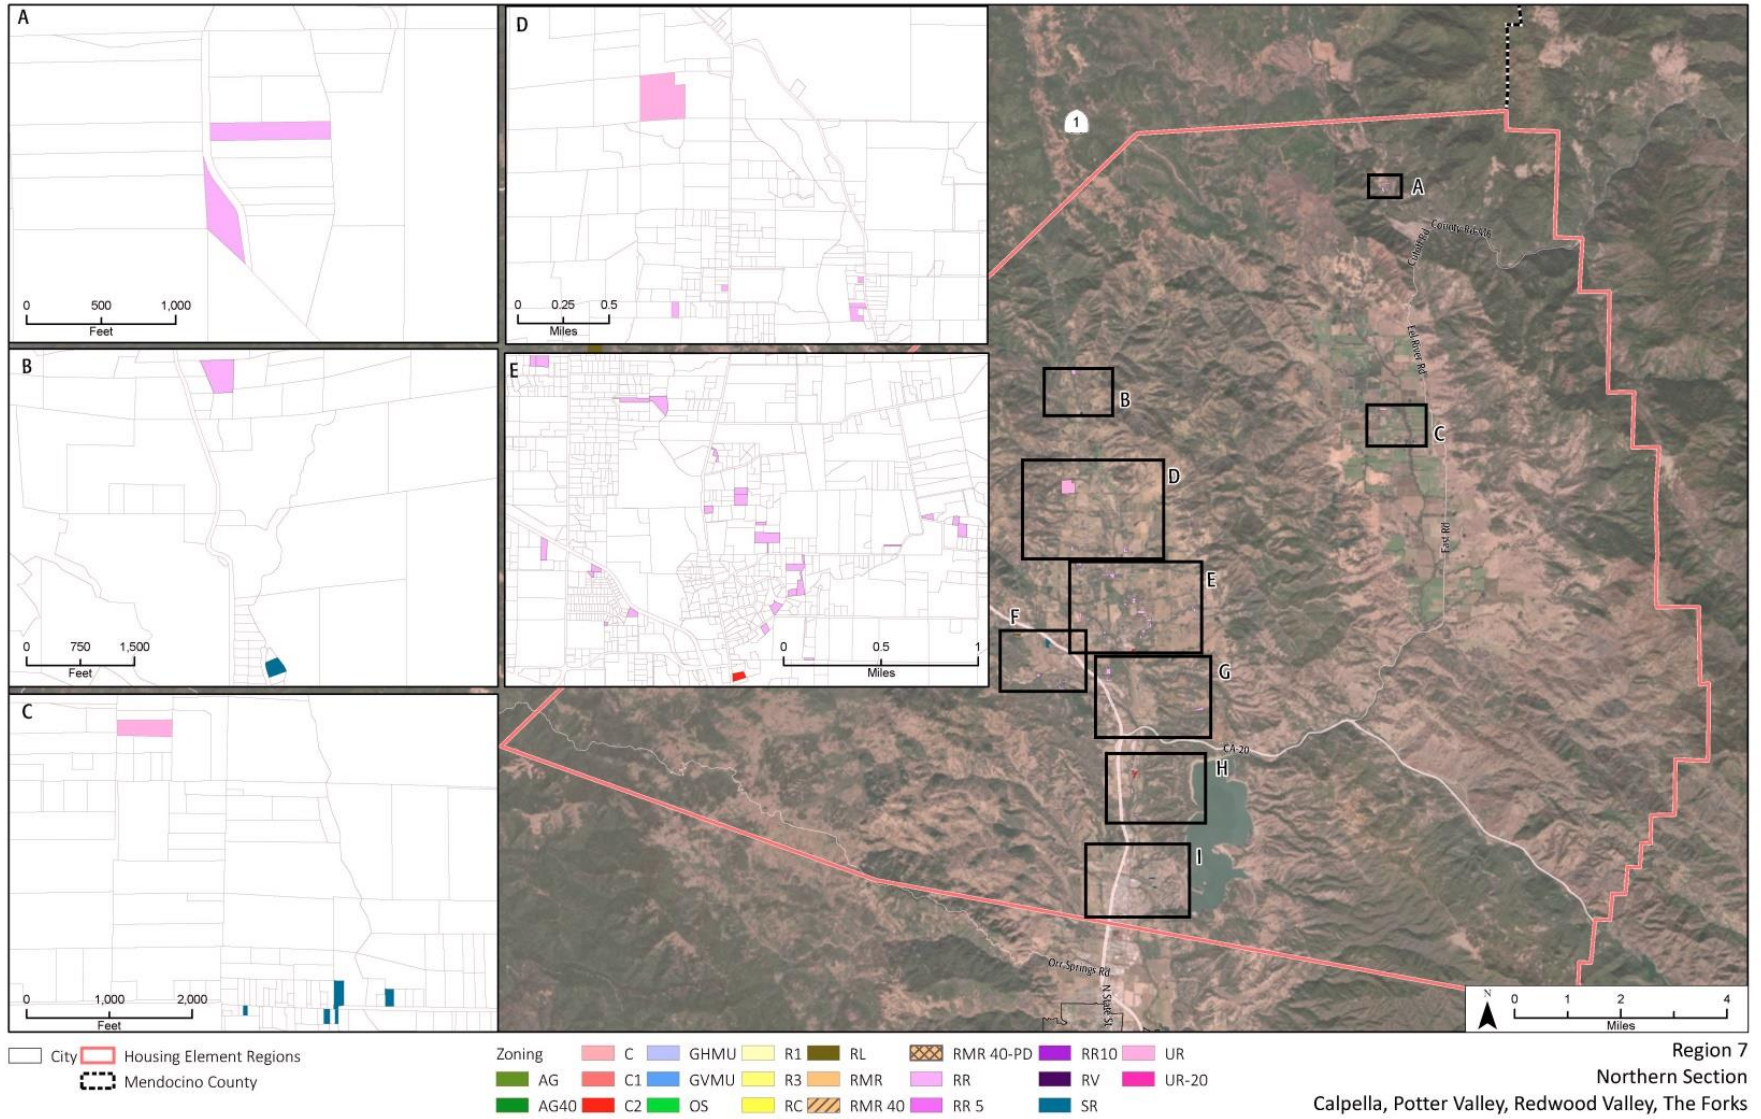 A
0 500 1,000
Feet
B
0 750 1,500
Feet
C
0 1,000 2,000
Feet
D
0 0.25 0.5
Miles
E
0 0.5 1
Miles
1
A
County Rd 416
Eel River Rd
B
C
D
East Rd
E
F
G
CA-20
H
I
Orr Springs Rd
N State St
N
0 1 2 4
Miles
City
Housing Element Regions
Mendocino County
Zoning
AG
AG40
C
C1
C2
GHMU
GVMU
OS
R1
R3
RC
RL
RMR
RMR 40
RMR 40-PD
RR
RR 5
RR10
RV
SR
UR
UR-20
Region 7
Northern Section
Calpella, Potter Valley, Redwood Valley, The Forks